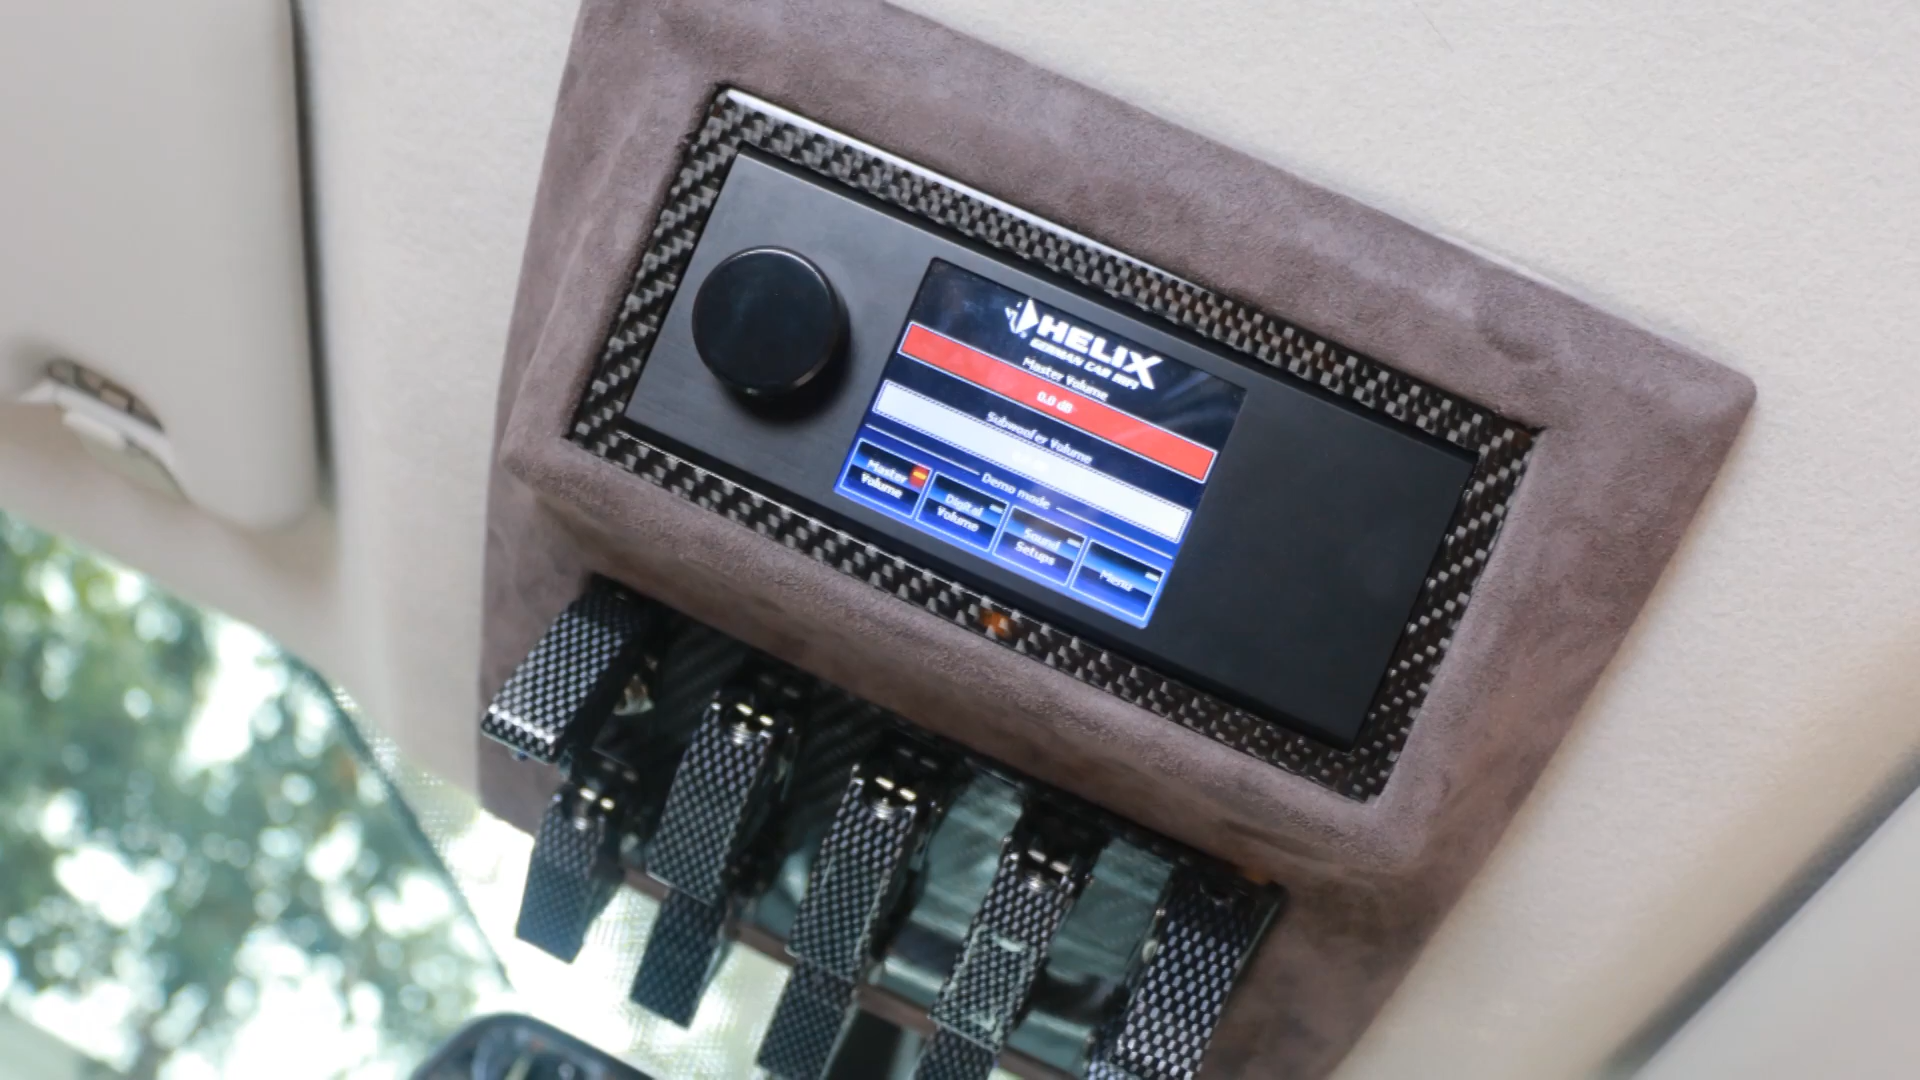 HELIX
GERMAN CAR HIFI
Master Volume
0.0 dB
Subwoofer Volume
Demo mode
Master
Volume
Digital
Volume
Sound
Setups
Menu